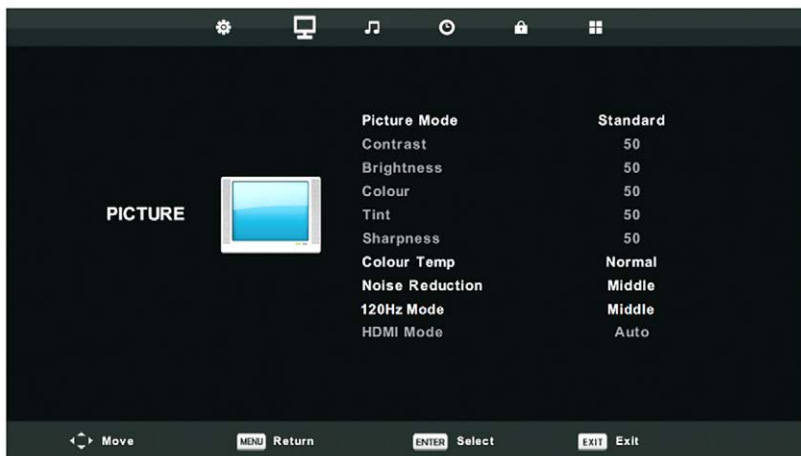 Picture Mode Standard
Contrast 50
Brightness 50
Colour 50
PICTURE
Tint 50
Sharpness 50
Colour Temp Normal
Noise Reduction Middle
120Hz Mode Middle
HDMI Mode Auto
Move MENU Return ENTER Select EXIT Exit